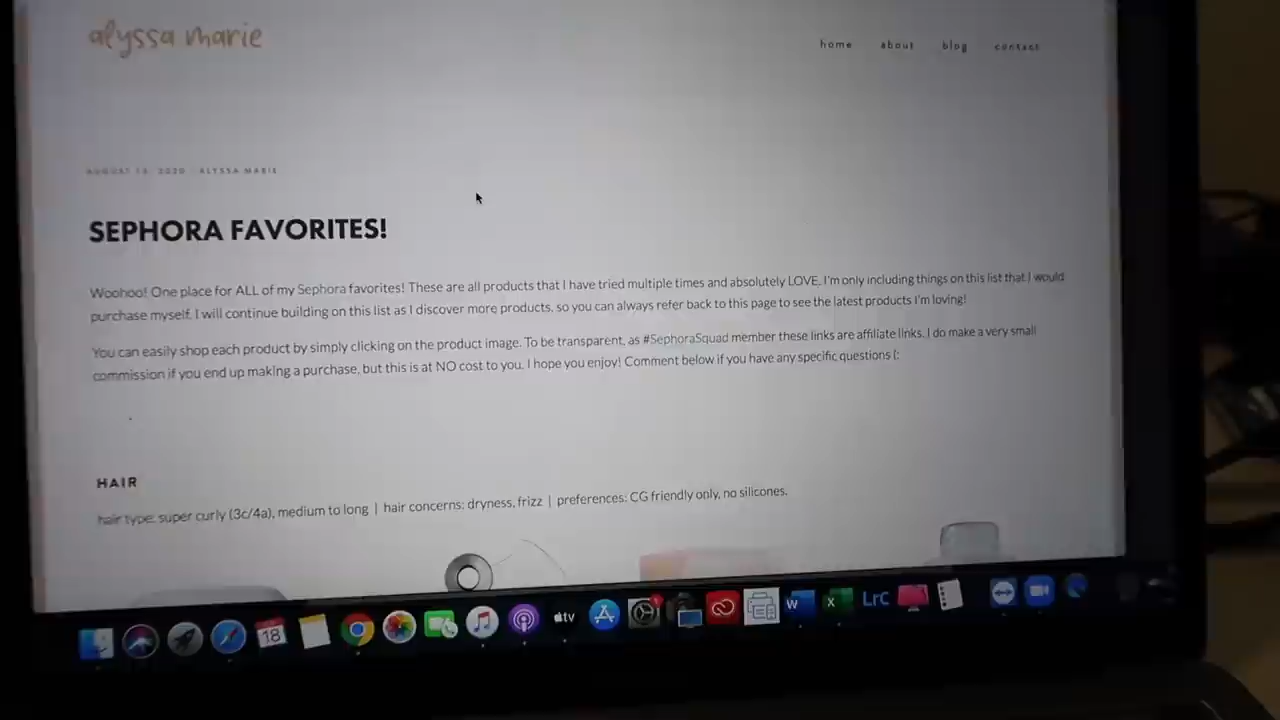 alyssa marie
home about blog contact
AUGUST 13, 2020 ALYSSA MARIE
SEPHORA FAVORITES!
Woohoo! One place for ALL of my Sephora favorites! These are all products that I have tried multiple times and absolutely LOVE. I'm only including things on this list that I would
purchase myself. I will continue building on this list as I discover more products, so you can always refer back to this page to see the latest products I'm loving!
You can easily shop each product by simply clicking on the product image. To be transparent, as #SephoraSquad member these links are affiliate links. I do make a very small
commission if you end up making a purchase, but this is at NO cost to you. I hope you enjoy! Comment below if you have any specific questions (:
HAIR
hair type: super curly (3c/4a), medium to long | hair concerns: dryness, frizz | preferences: CG friendly only, no silicones.
18 tv W X LrC